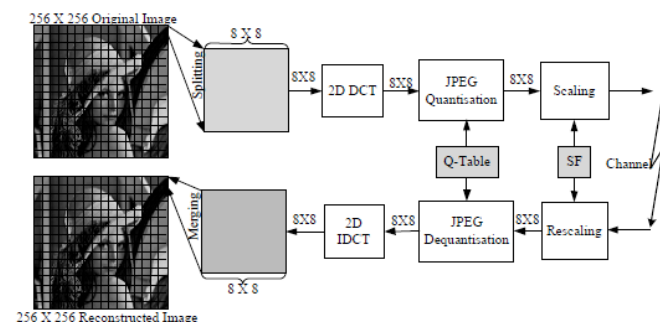 256 X 256 Original Image
8 X 8
Splitting
8X8
2D DCT
8X8
JPEG
Quantisation
8X8
Scaling
Q-Table
SF
Channel
Merging
8X8
2D
IDCT
8X8
JPEG
Dequantisation
8X8
Rescaling
8 X 8
256 X 256 Reconstructed Image